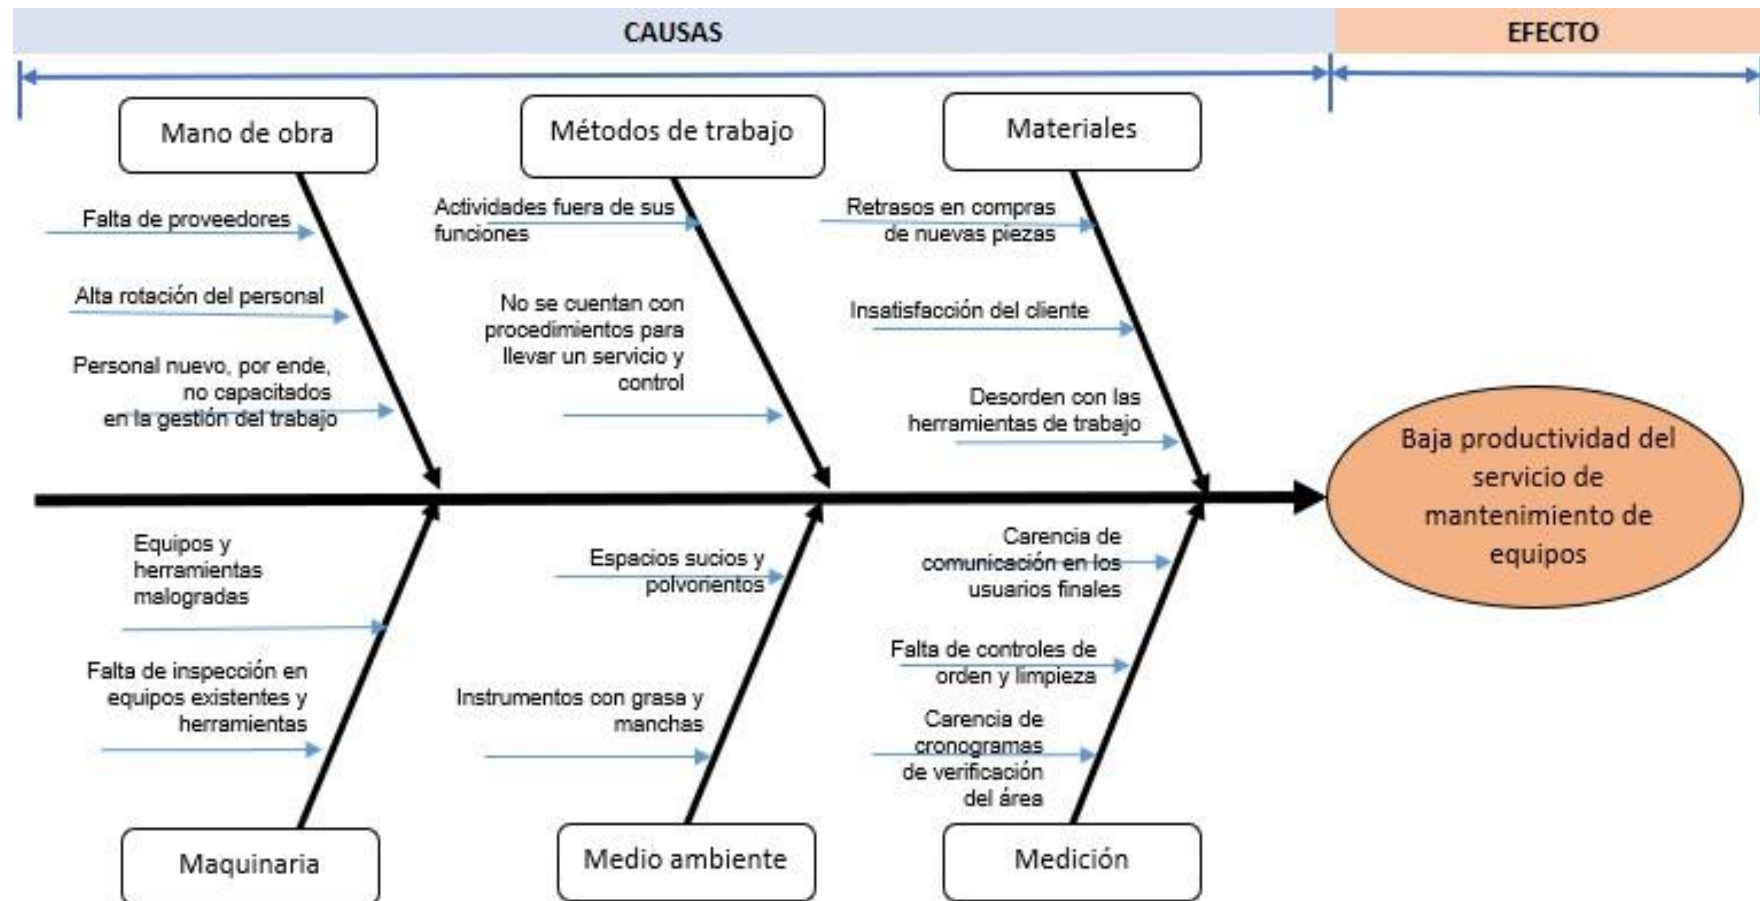 CAUSAS
EFECTO
Mano de obra
Métodos de trabajo
Materiales
Falta de proveedores
Alta rotación del personal
Personal nuevo, por ende,
no capacitados
en la gestión del trabajo
Actividades fuera de sus
funciones
No se cuentan con
procedimientos para
llevar un servicio y
control
Retrasos en compras
de nuevas piezas
Insatisfacción del cliente
Desorden con las
herramientas de trabajo
Baja productividad del
servicio de
mantenimiento de
equipos
Equipos y
herramientas
malogradas
Falta de inspección en
equipos existentes y
herramientas
Espacios sucios y
polvorientos
Instrumentos con grasa y
manchas
Carencia de
comunicación en los
usuarios finales
Falta de controles de
orden y limpieza
Carencia de
cronogramas
de verificación
del área
Maquinaria
Medio ambiente
Medición